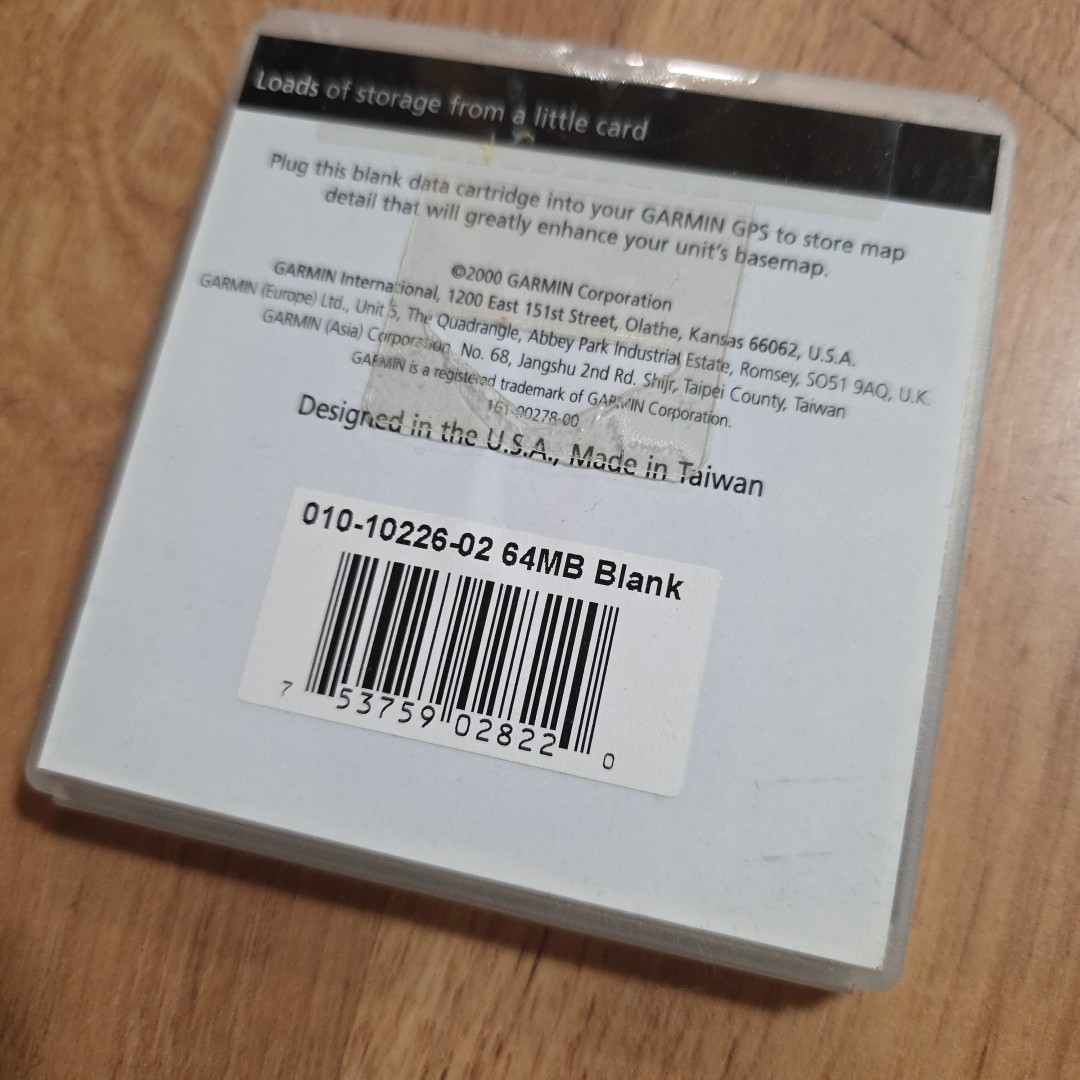 Loads of storage from a little card
Plug this blank data cartridge into your GARMIN GPS to store map
detail that will greatly enhance your unit's basemap.
©2000 GARMIN Corporation
GARMIN International, 1200 East 151st Street, Olathe, Kansas 66062, U.S.A.
GARMIN (Europe) Ltd., Unit 5, The Quadrangle, Abbey Park Industrial Estate, Romsey, SO51 9AQ, U.K.
GARMIN (Asia) Corporation, No. 68, Jangshu 2nd Rd. Shijr, Taipei County, Taiwan
GARMIN is a registered trademark of GARMIN Corporation.
161-00278-00
Designed in the U.S.A., Made in Taiwan
010-10226-02 64MB Blank
7 53759 02822 0